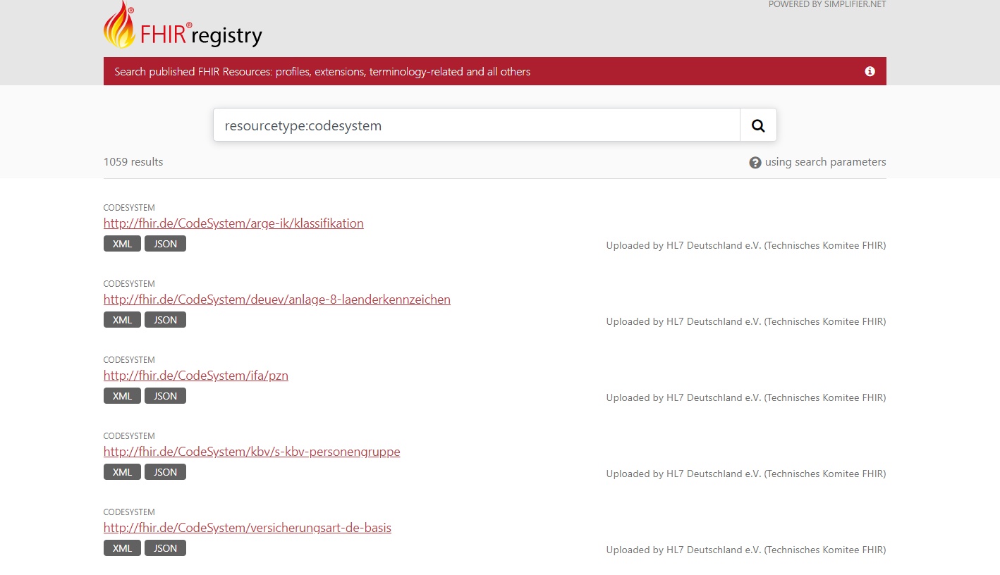 POWERED BY SIMPLIFIER.NET
FHIR® registry
Search published FHIR Resources: profiles, extensions, terminology-related and all others
resourcetype:codesystem
1059 results
using search parameters
CODESYSTEM
http://fhir.de/CodeSystem/arge-ik/klassifikation
XML JSON
Uploaded by HL7 Deutschland e.V. (Technisches Komitee FHIR)
CODESYSTEM
http://fhir.de/CodeSystem/deuev/anlage-8-laenderkennzeichen
XML JSON
Uploaded by HL7 Deutschland e.V. (Technisches Komitee FHIR)
CODESYSTEM
http://fhir.de/CodeSystem/ifa/pzn
XML JSON
Uploaded by HL7 Deutschland e.V. (Technisches Komitee FHIR)
CODESYSTEM
http://fhir.de/CodeSystem/kbv/s-kbv-personengruppe
XML JSON
Uploaded by HL7 Deutschland e.V. (Technisches Komitee FHIR)
CODESYSTEM
http://fhir.de/CodeSystem/versicherungsart-de-basis
XML JSON
Uploaded by HL7 Deutschland e.V. (Technisches Komitee FHIR)